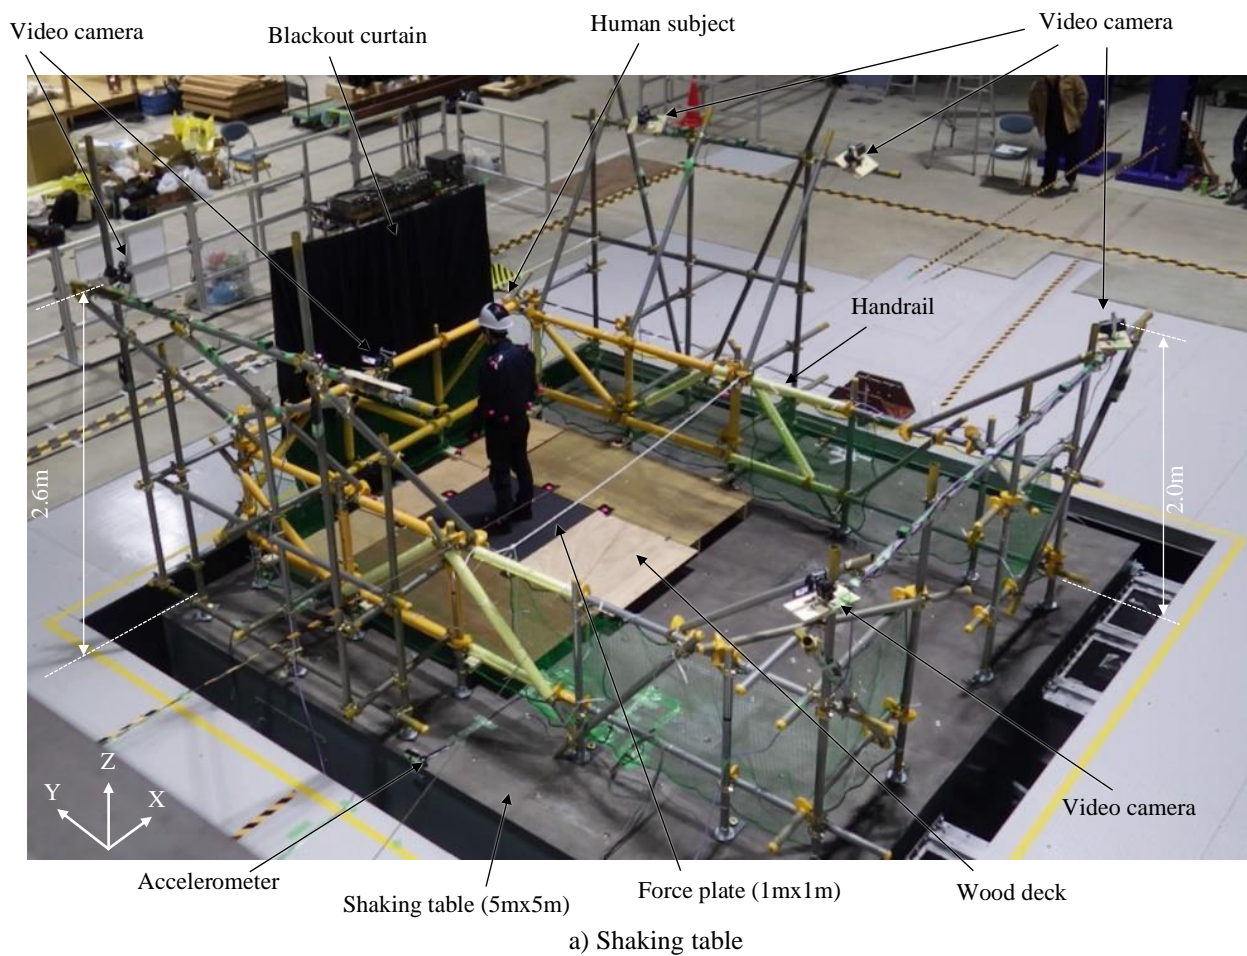 Video camera
Blackout curtain
Human subject
Video camera
Handrail
2.6m
2.0m
Z
Y
X
Video camera
Accelerometer
Shaking table (5mx5m)
Force plate (1mx1m)
Wood deck
a) Shaking table